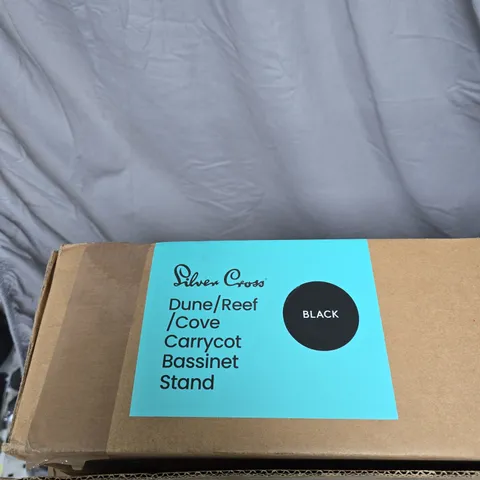 Silver Cross
Dune/Reef
/Cove
Carrycot
Bassinet
Stand
BLACK